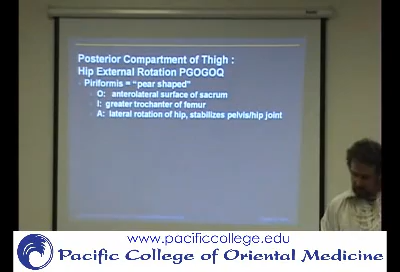 Posterior Compartment of Thigh :
Hip External Rotation PGOGOQ
Piriformis = "pear shaped"
O: anterolateral surface of sacrum
I: greater trochanter of femur
A: lateral rotation of hip, stabilizes pelvis/hip joint
www.pacificcollege.edu
Pacific College of Oriental Medicine